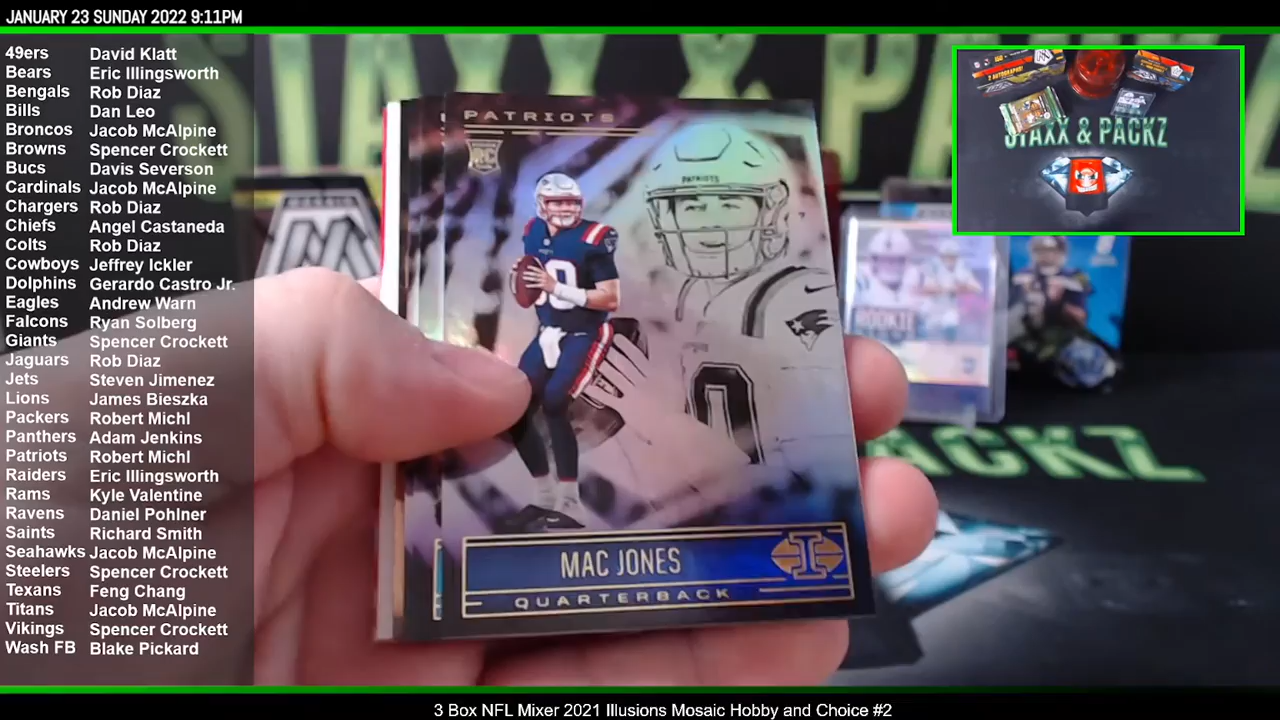 JANUARY 23 SUNDAY 2022 9:11PM
49ers David Klatt
Bears Eric Illingsworth
Bengals Rob Diaz
Bills Dan Leo
Broncos Jacob McAlpine
Browns Spencer Crockett
Bucs Davis Severson
Cardinals Jacob McAlpine
Chargers Rob Diaz
Chiefs Angel Castaneda
Colts Rob Diaz
Cowboys Jeffrey Ickler
Dolphins Gerardo Castro Jr.
Eagles Andrew Warn
Falcons Ryan Solberg
Giants Spencer Crockett
Jaguars Rob Diaz
Jets Steven Jimenez
Lions James Bieszka
Packers Robert Michl
Panthers Adam Jenkins
Patriots Robert Michl
Raiders Eric Illingsworth
Rams Kyle Valentine
Ravens Daniel Pohlner
Saints Richard Smith
Seahawks Jacob McAlpine
Steelers Spencer Crockett
Texans Feng Chang
Titans Jacob McAlpine
Vikings Spencer Crockett
Wash FB Blake Pickard
PATRIOTS
RC
PATRIOTS
MAC JONES
I
QUARTERBACK
STAXX & PACKZ
ROOKIE
ACKZ
3 Box NFL Mixer 2021 Illusions Mosaic Hobby and Choice #2